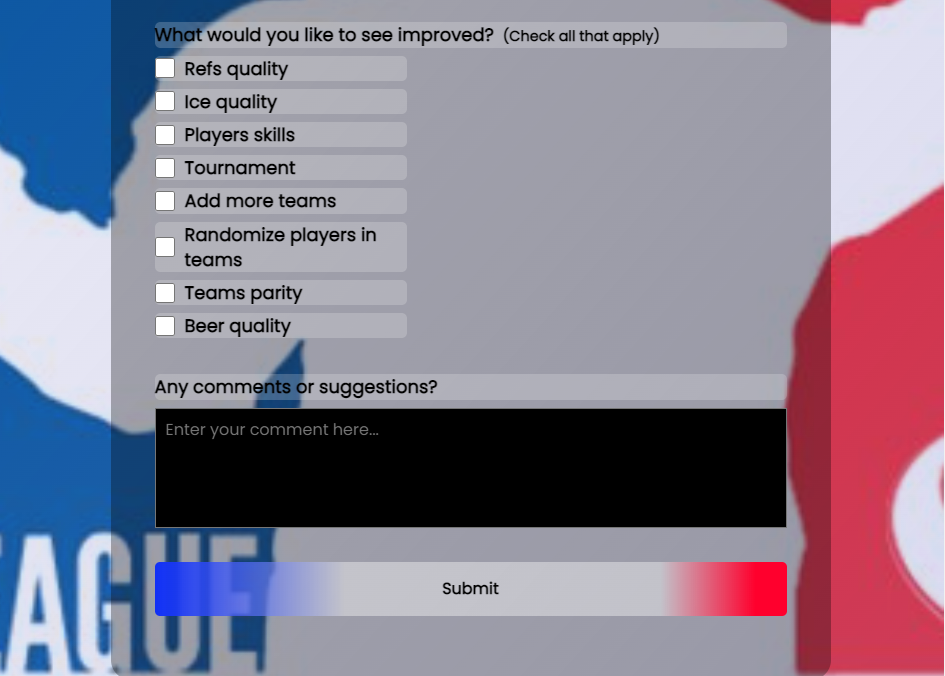 What would you like to see improved? (Check all that apply)
Refs quality
Ice quality
Players skills
Tournament
Add more teams
Randomize players in
teams
Teams parity
Beer quality
Any comments or suggestions?
Enter your comment here...
EAGUE
Submit